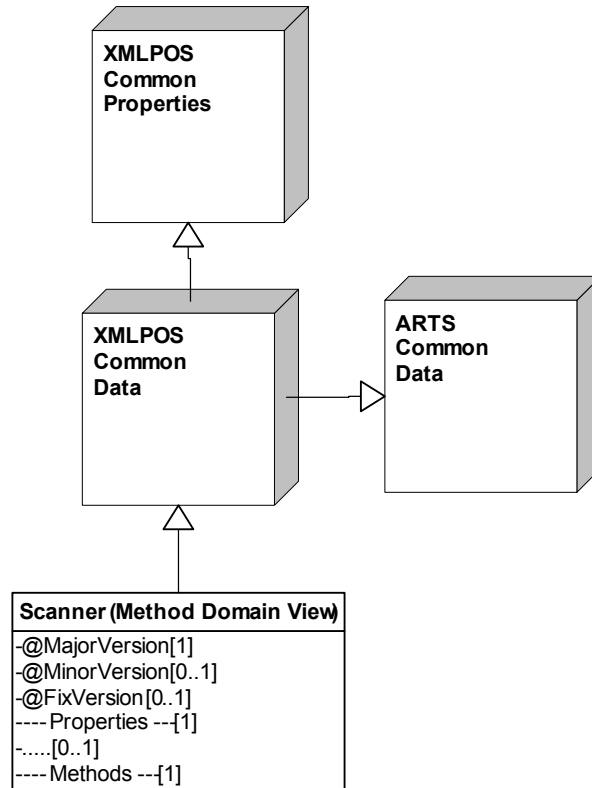 XMLPOS
Common
Properties
XMLPOS
Common
Data
ARTS
Common
Data
Scanner (Method Domain View)
-@MajorVersion[1]
-@MinorVersion[0..1]
-@FixVersion[0..1]
---- Properties ---[1]
-.....[0..1]
---- Methods ---[1]